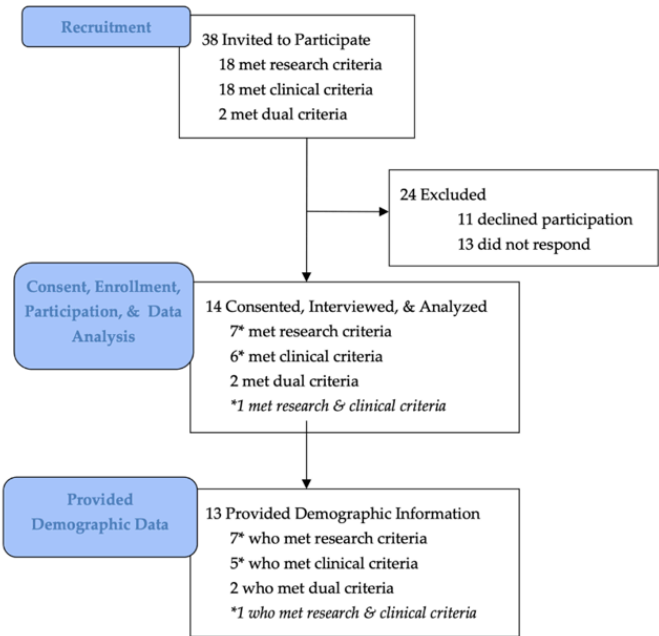 Recruitment
38 Invited to Participate
18 met research criteria
18 met clinical criteria
2 met dual criteria
24 Excluded
11 declined participation
13 did not respond
Consent, Enrollment,
Participation, & Data
Analysis
14 Consented, Interviewed, & Analyzed
7* met research criteria
6* met clinical criteria
2 met dual criteria
*1 met research & clinical criteria
Provided
Demographic Data
13 Provided Demographic Information
7* who met research criteria
5* who met clinical criteria
2 who met dual criteria
*1 who met research & clinical criteria